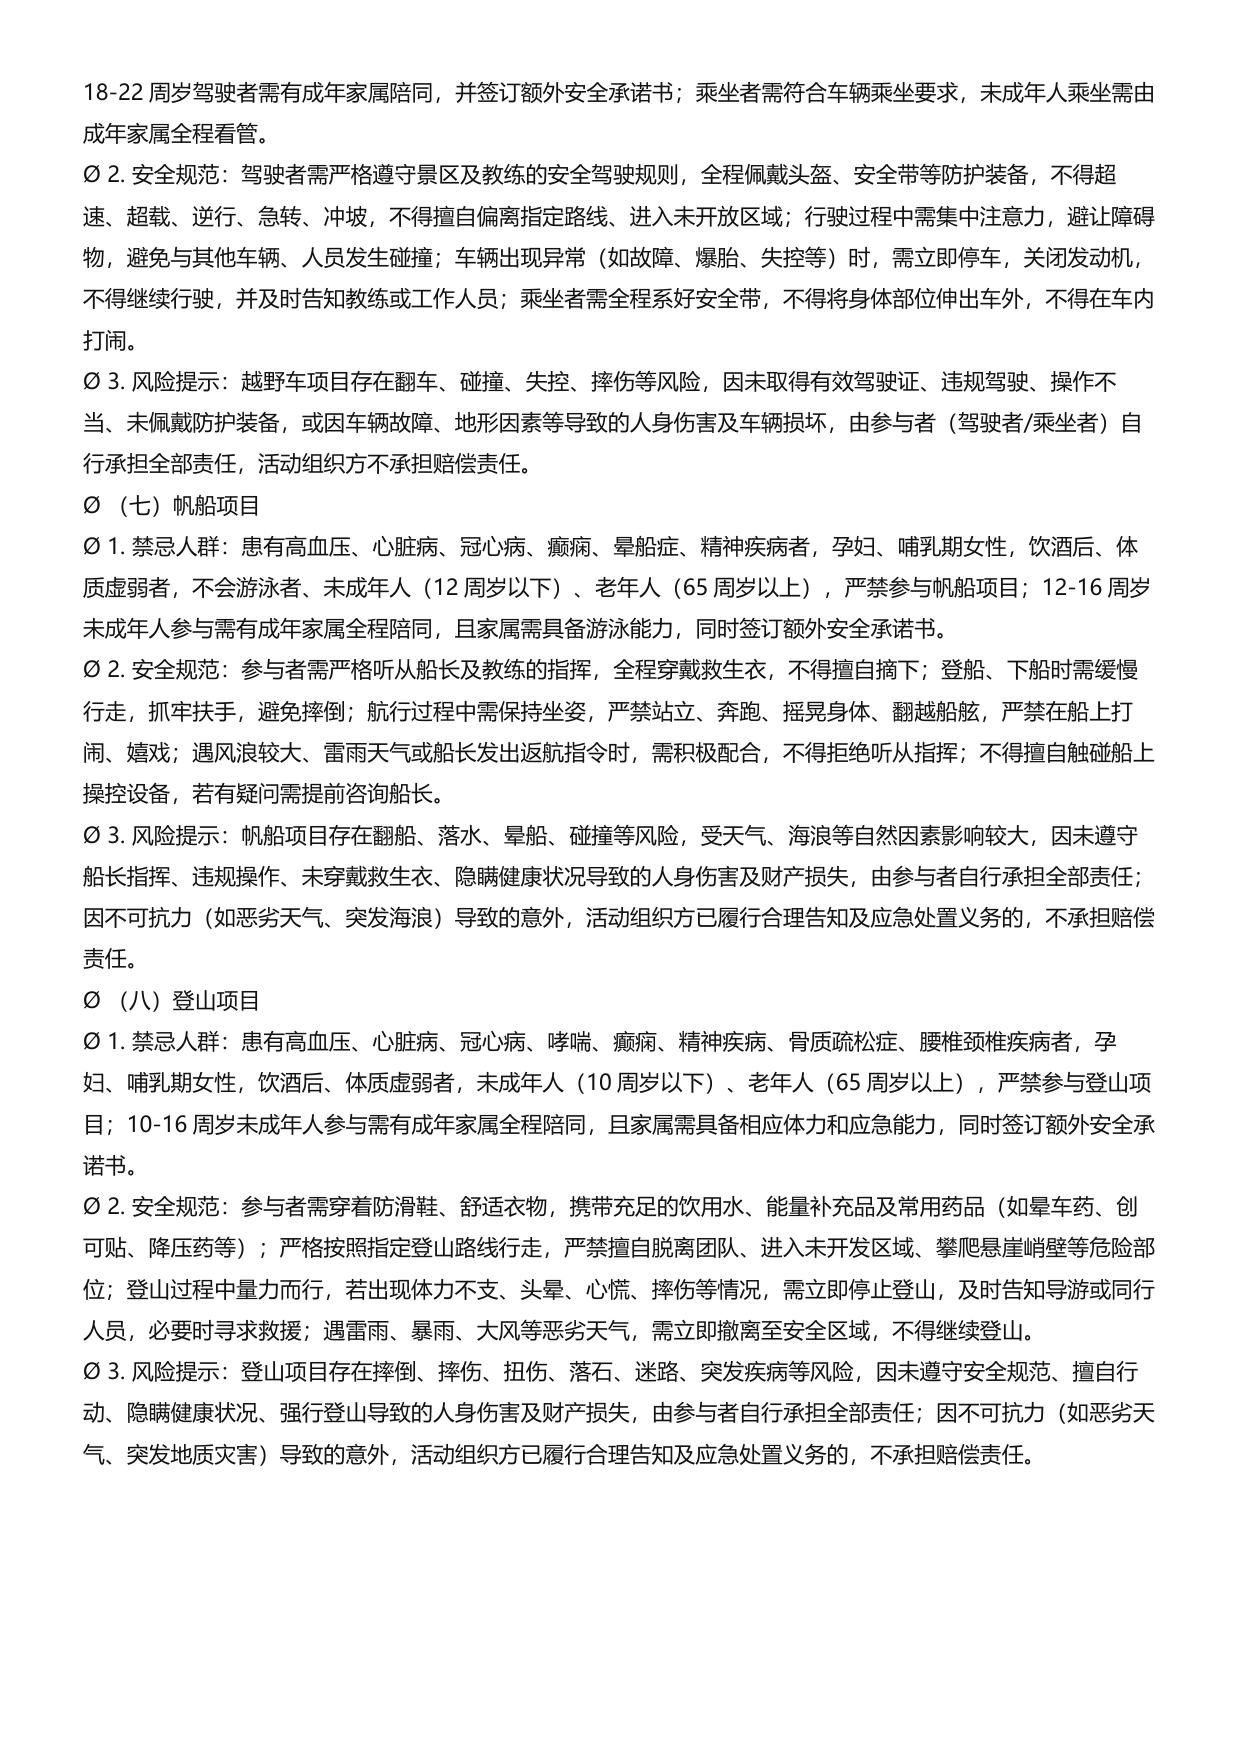 18-22 周岁驾驶者需有成年家属陪同，并签订额外安全承诺书；乘坐者需符合车辆乘坐要求，未成年人乘坐需由
成年家属全程看管。
Ø 2. 安全规范：驾驶者需严格遵守景区及教练的安全驾驶规则，全程佩戴头盔、安全带等防护装备，不得超
速、超载、逆行、急转、冲坡，不得擅自偏离指定路线、进入未开放区域；行驶过程中需集中注意力，避让障碍
物，避免与其他车辆、人员发生碰撞；车辆出现异常（如故障、爆胎、失控等）时，需立即停车，关闭发动机，
不得继续行驶，并及时告知教练或工作人员；乘坐者需全程系好安全带，不得将身体部位伸出车外，不得在车内
打闹。
Ø 3. 风险提示：越野车项目存在翻车、碰撞、失控、摔伤等风险，因未取得有效驾驶证、违规驾驶、操作不
当、未佩戴防护装备，或因车辆故障、地形因素等导致的人身伤害及车辆损坏，由参与者（驾驶者/乘坐者）自
行承担全部责任，活动组织方不承担赔偿责任。
Ø （七）帆船项目
Ø 1. 禁忌人群：患有高血压、心脏病、冠心病、癫痫、晕船症、精神疾病者，孕妇、哺乳期女性，饮酒后、体
质虚弱者，不会游泳者、未成年人（12 周岁以下）、老年人（65 周岁以上），严禁参与帆船项目；12-16 周岁
未成年人参与需有成年家属全程陪同，且家属需具备游泳能力，同时签订额外安全承诺书。
Ø 2. 安全规范：参与者需严格听从船长及教练的指挥，全程穿戴救生衣，不得擅自摘下；登船、下船时需缓慢
行走，抓牢扶手，避免摔倒；航行过程中需保持坐姿，严禁站立、奔跑、摇晃身体、翻越船舷，严禁在船上打
闹、嬉戏；遇风浪较大、雷雨天气或船长发出返航指令时，需积极配合，不得拒绝听从指挥；不得擅自触碰船上
操控设备，若有疑问需提前咨询船长。
Ø 3. 风险提示：帆船项目存在翻船、落水、晕船、碰撞等风险，受天气、海浪等自然因素影响较大，因未遵守
船长指挥、违规操作、未穿戴救生衣、隐瞒健康状况导致的人身伤害及财产损失，由参与者自行承担全部责任；
因不可抗力（如恶劣天气、突发海浪）导致的意外，活动组织方已履行合理告知及应急处置义务的，不承担赔偿
责任。
Ø （八）登山项目
Ø 1. 禁忌人群：患有高血压、心脏病、冠心病、哮喘、癫痫、精神疾病、骨质疏松症、腰椎颈椎疾病者，孕
妇、哺乳期女性，饮酒后、体质虚弱者，未成年人（10 周岁以下）、老年人（65 周岁以上），严禁参与登山项
目；10-16 周岁未成年人参与需有成年家属全程陪同，且家属需具备相应体力和应急能力，同时签订额外安全承
诺书。
Ø 2. 安全规范：参与者需穿着防滑鞋、舒适衣物，携带充足的饮用水、能量补充品及常用药品（如晕车药、创
可贴、降压药等）；严格按照指定登山路线行走，严禁擅自脱离团队、进入未开发区域、攀爬悬崖峭壁等危险部
位；登山过程中量力而行，若出现体力不支、头晕、心慌、摔伤等情况，需立即停止登山，及时告知导游或同行
人员，必要时寻求救援；遇雷雨、暴雨、大风等恶劣天气，需立即撤离至安全区域，不得继续登山。
Ø 3. 风险提示：登山项目存在摔倒、摔伤、扭伤、落石、迷路、突发疾病等风险，因未遵守安全规范、擅自行
动、隐瞒健康状况、强行登山导致的人身伤害及财产损失，由参与者自行承担全部责任；因不可抗力（如恶劣天
气、突发地质灾害）导致的意外，活动组织方已履行合理告知及应急处置义务的，不承担赔偿责任。